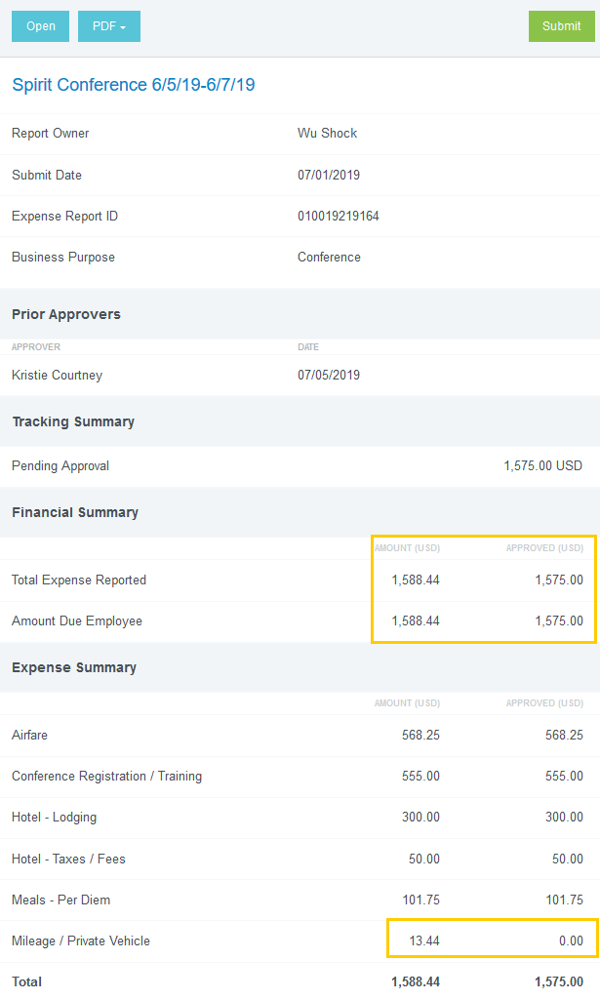 Open PDF Submit
Spirit Conference 6/5/19-6/7/19
Report Owner Wu Shock
Submit Date 07/01/2019
Expense Report ID 010019219164
Business Purpose Conference
Prior Approvers
APPROVER DATE
Kristie Courtney 07/05/2019
Tracking Summary
Pending Approval 1,575.00 USD
Financial Summary
AMOUNT (USD) APPROVED (USD)
Total Expense Reported 1,588.44 1,575.00
Amount Due Employee 1,588.44 1,575.00
Expense Summary
AMOUNT (USD) APPROVED (USD)
Airfare 568.25 568.25
Conference Registration / Training 555.00 555.00
Hotel - Lodging 300.00 300.00
Hotel - Taxes / Fees 50.00 50.00
Meals - Per Diem 101.75 101.75
Mileage / Private Vehicle 13.44 0.00
Total 1,588.44 1,575.00